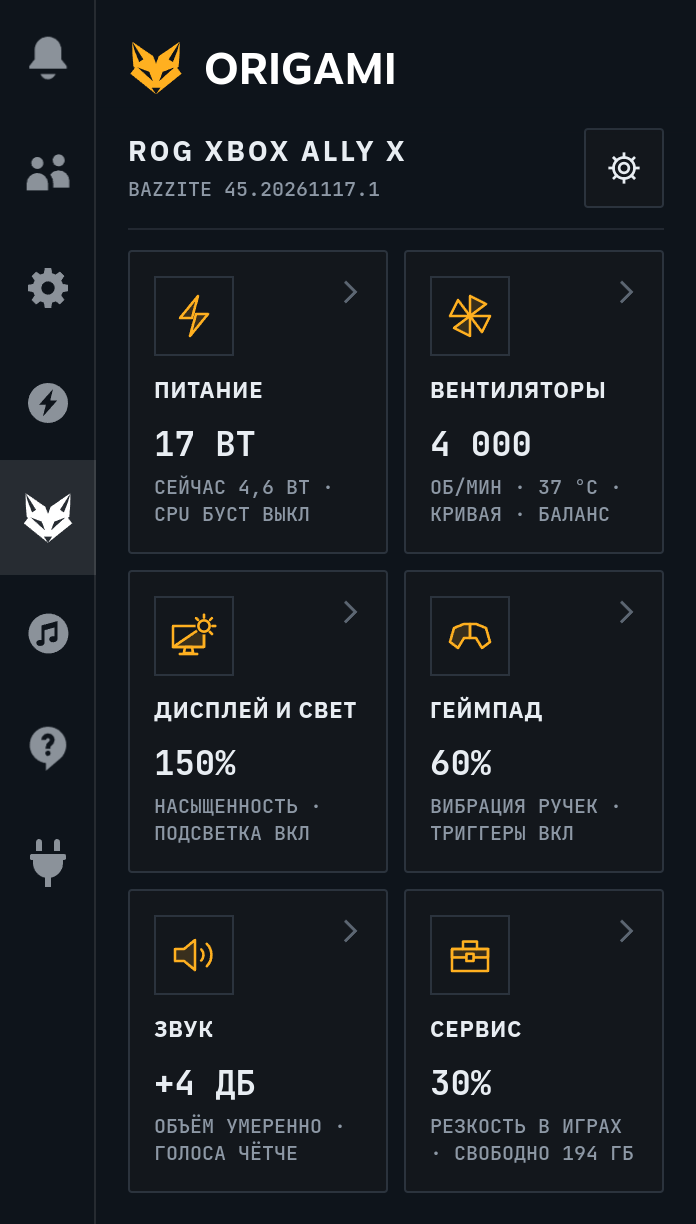 ORIGAMI
ROG XBOX ALLY X
BAZZITE 45.20261117.1
ПИТАНИЕ
17 ВТ
СЕЙЧАС 4,6 ВТ ·
CPU БУСТ ВЫКЛ
ВЕНТИЛЯТОРЫ
4 000
ОБ/МИН · 37 °C ·
КРИВАЯ · БАЛАНС
ДИСПЛЕЙ И СВЕТ
150%
НАСЫЩЕННОСТЬ ·
ПОДСВЕТКА ВКЛ
ГЕЙМПАД
60%
ВИБРАЦИЯ РУЧЕК ·
ТРИГГЕРЫ ВКЛ
ЗВУК
+4 ДБ
ОБЪЁМ УМЕРЕННО ·
ГОЛОСА ЧЁТЧЕ
СЕРВИС
30%
РЕЗКОСТЬ В ИГРАХ
· СВОБОДНО 194 ГБ